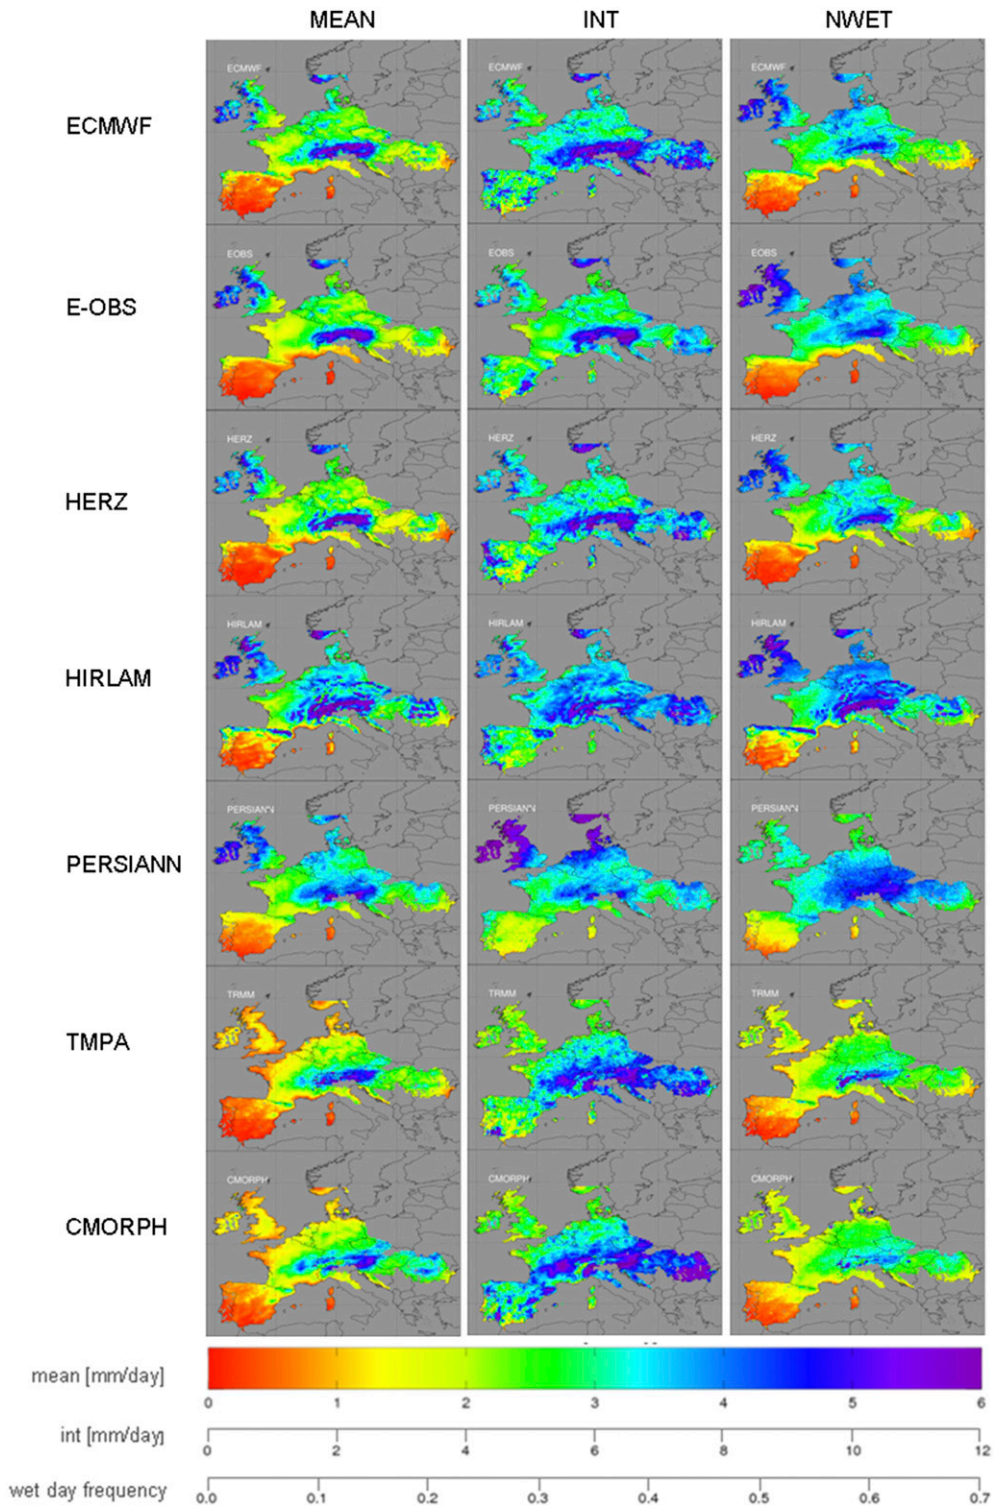 MEAN INT NWET
ECMWF ECMWF ECMWF ECMWF
E-OBS EOBS EOBS EOBS
HERZ HERZ HERZ HERZ
HIRLAM HIRLAM HIRLAM HIRLAM
PERSIANN PERSIANN PERSIANN PERSIANN
TMPA TRMM TRMM TRMM
CMORPH CMORPH CMORPH CMORPH
mean [mm/day]
0 1 2 3 4 5 6
int [mm/day]
0 2 4 6 8 10 12
wet day frequency
0.0 0.1 0.2 0.3 0.4 0.5 0.6 0.7